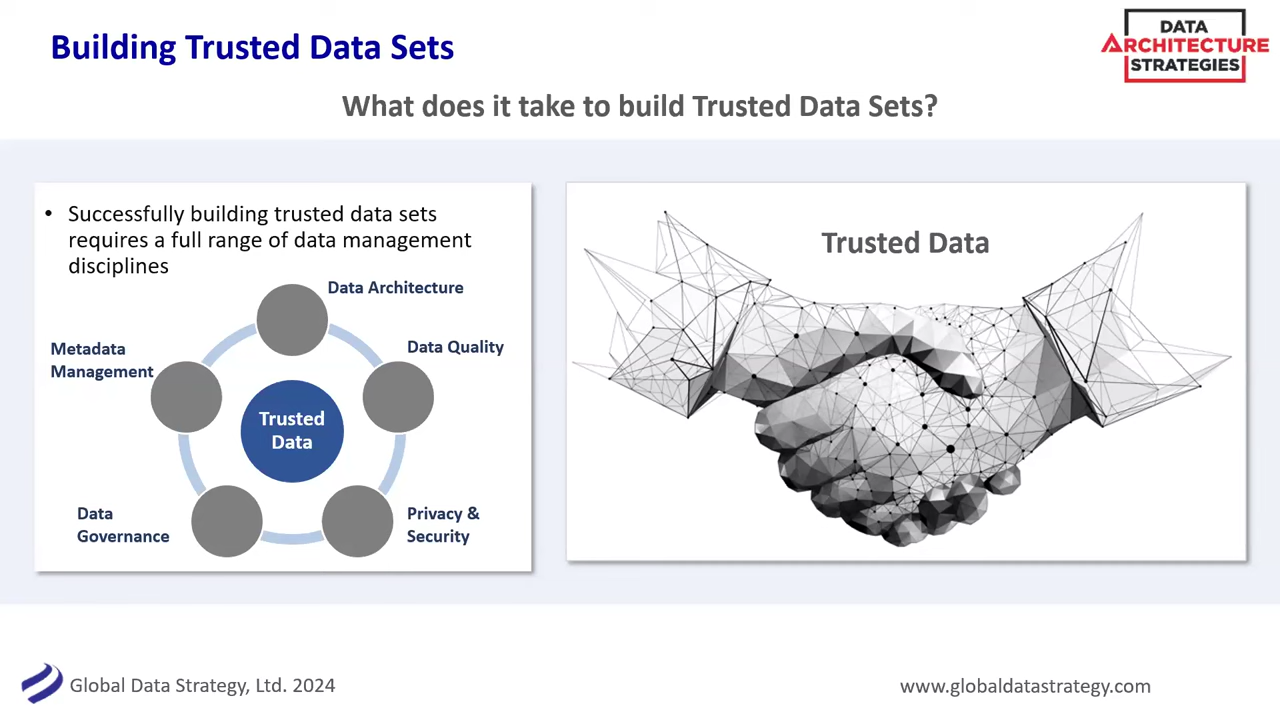 Building Trusted Data Sets
DATA
ARCHITECTURE
STRATEGIES
What does it take to build Trusted Data Sets?
• Successfully building trusted data sets
requires a full range of data management
disciplines
Data Architecture
Metadata
Management
Data Quality
Trusted
Data
Data
Governance
Privacy &
Security
Trusted Data
Global Data Strategy, Ltd. 2024
www.globaldatastrategy.com